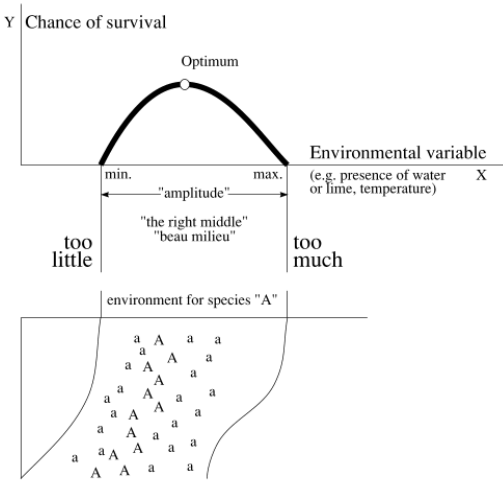 Y Chance of survival
Optimum
Environmental variable
min.
max.
(e.g. presence of water X
or lime, temperature)
"amplitude"
"the right middle"
"beau milieu"
too
little
too
much
environment for species "A"
a A a a
a A a
a A a
A
a A a a
a
a A A a
a A a a
a A a a
a a A A a a
A A a a